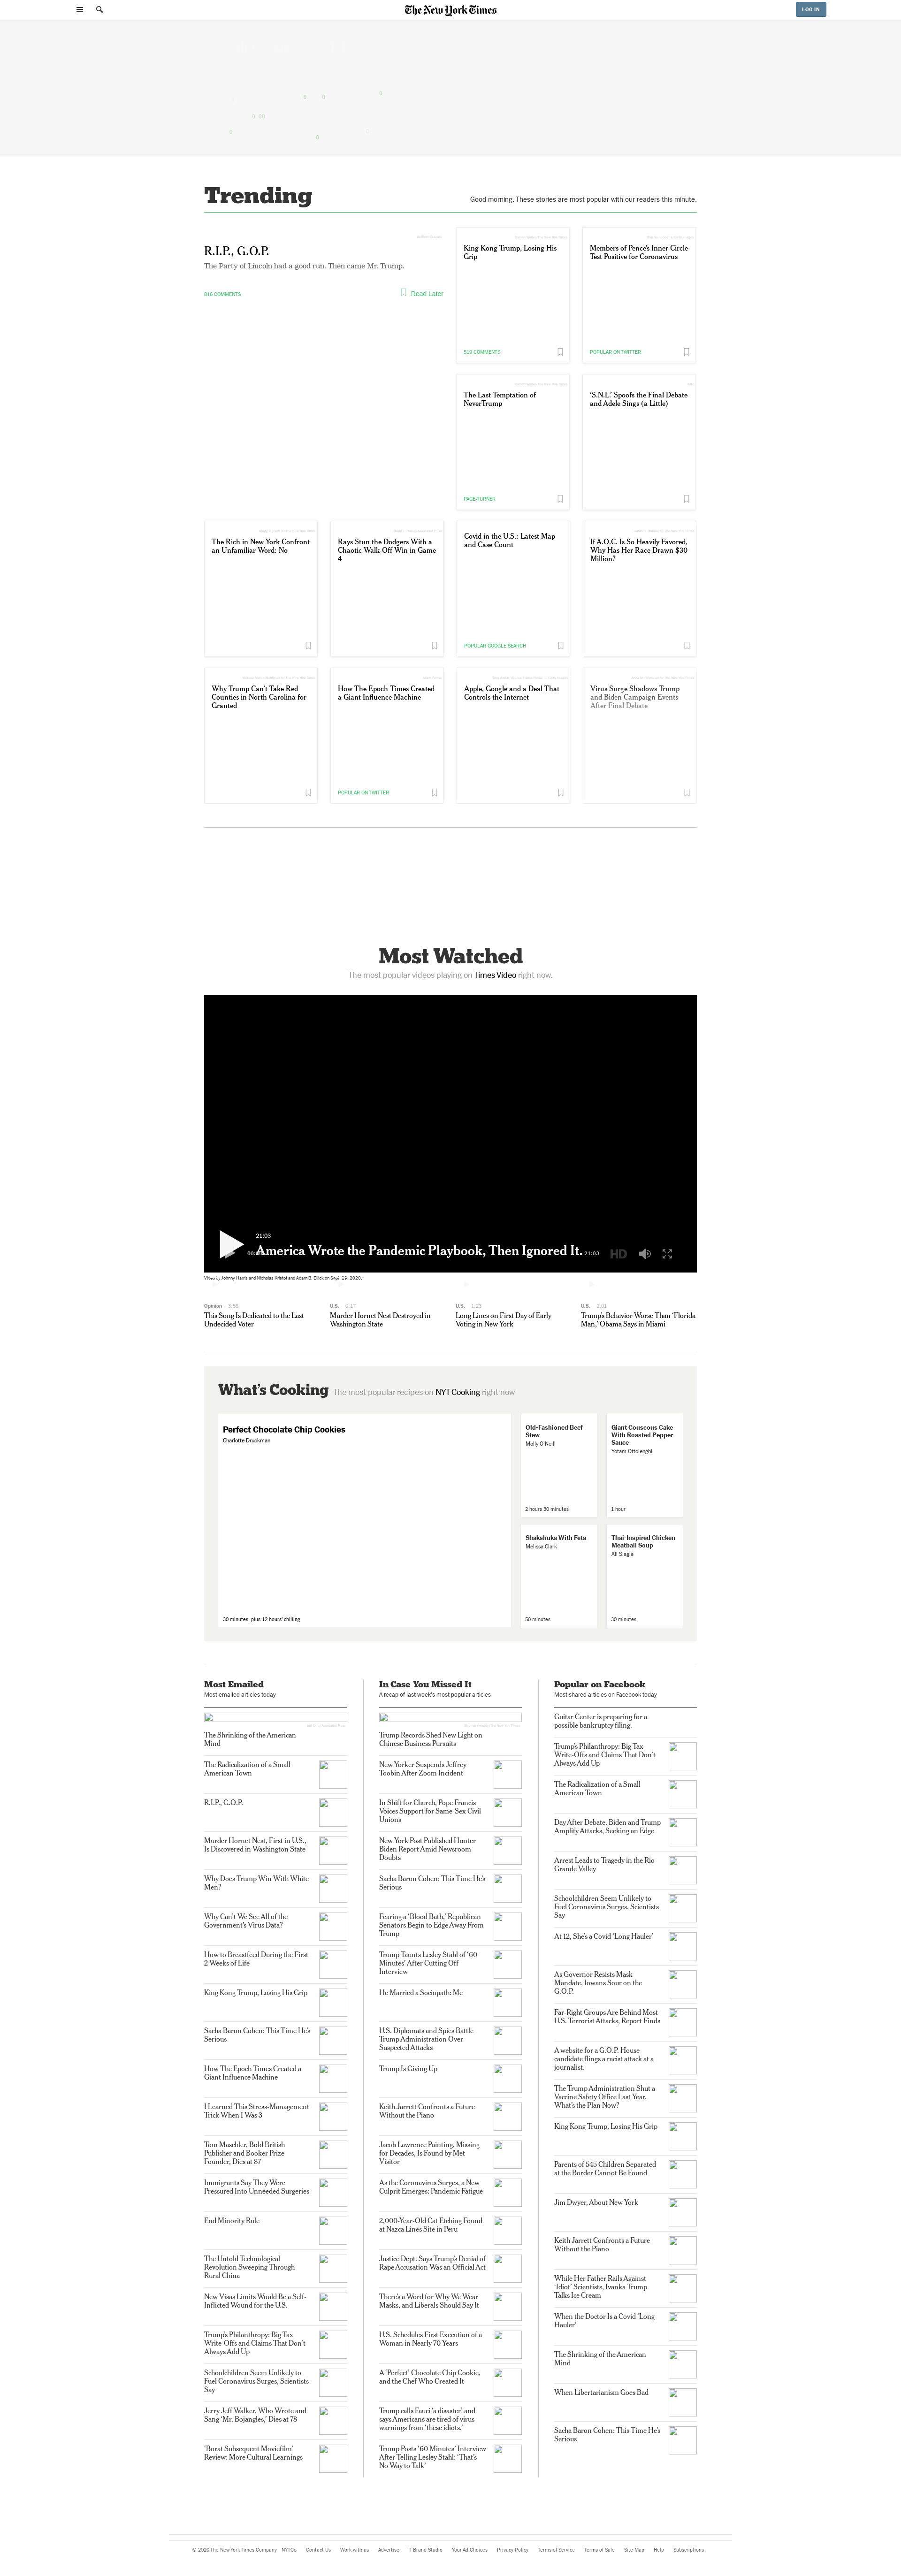 The New York Times
LOG IN
Trending
Good morning. These stories are most popular with our readers this minute.
R.I.P., G.O.P.
The Party of Lincoln had a good run. Then came Mr. Trump.
816 COMMENTS
Read Later
King Kong Trump, Losing His
Grip
519 COMMENTS
Members of Pence's Inner Circle
Test Positive for Coronavirus
POPULAR ON TWITTER
The Last Temptation of
NeverTrump
PAGE-TURNER
'S.N.L.' Spoofs the Final Debate
and Adele Sings (a Little)
The Rich in New York Confront
an Unfamiliar Word: No
Rays Stun the Dodgers With a
Chaotic Walk-Off Win in Game
4
Covid in the U.S.: Latest Map
and Case Count
POPULAR GOOGLE SEARCH
If A.O.C. Is So Heavily Favored,
Why Has Her Race Drawn $30
Million?
Why Trump Can't Take Red
Counties in North Carolina for
Granted
How The Epoch Times Created
a Giant Influence Machine
POPULAR ON TWITTER
Apple, Google and a Deal That
Controls the Internet
Virus Surge Shadows Trump
and Biden Campaign Events
After Final Debate
Most Watched
The most popular videos playing on Times Video right now.
21:03
America Wrote the Pandemic Playbook, Then Ignored It.
21:03
HD
Video by Johnny Harris and Nicholas Kristof and Adam B. Ellick on Sept. 29, 2020.
Opinion
This Song Is Dedicated to the Last
Undecided Voter
U.S. 0:17
Murder Hornet Nest Destroyed in
Washington State
U.S. 1:23
Long Lines on First Day of Early
Voting in New York
U.S.
Trump's Behavior Worse Than 'Florida
Man,' Obama Says in Miami
What's Cooking The most popular recipes on NYT Cooking right now
Perfect Chocolate Chip Cookies
Charlotte Druckman
30 minutes, plus 12 hours' chilling
Old-Fashioned Beef
Stew
Molly O'Neill
2 hours 30 minutes
Giant Couscous Cake
With Roasted Pepper
Sauce
Yotam Ottolenghi
1 hour
Shakshuka With Feta
Melissa Clark
50 minutes
Thai-Inspired Chicken
Meatball Soup
Ali Slagle
30 minutes
Most Emailed
Most emailed articles today
The Shrinking of the American
Mind
The Radicalization of a Small
American Town
R.I.P., G.O.P.
Murder Hornet Nest, First in U.S.,
Is Discovered in Washington State
Why Does Trump Win With White
Men?
Why Can't We See All of the
Government's Virus Data?
How to Breastfeed During the First
2 Weeks of Life
King Kong Trump, Losing His Grip
Sacha Baron Cohen: This Time He's
Serious
How The Epoch Times Created a
Giant Influence Machine
I Learned This Stress-Management
Trick When I Was 3
Tom Maschler, Bold British
Publisher and Booker Prize
Founder, Dies at 87
Immigrants Say They Were
Pressured Into Unneeded Surgeries
End Minority Rule
The Untold Technological
Revolution Sweeping Through
Rural China
New Visas Limits Would Be a Self-
Inflicted Wound for the U.S.
Trump's Philanthropy: Big Tax
Write-Offs and Claims That Don't
Always Add Up
Schoolchildren Seem Unlikely to
Fuel Coronavirus Surges, Scientists
Say
Jerry Jeff Walker, Who Wrote and
Sang 'Mr. Bojangles,' Dies at 78
'Borat Subsequent Moviefilm'
Review: More Cultural Learnings
In Case You Missed It
A recap of last week's most popular articles
Trump Records Shed New Light on
Chinese Business Pursuits
New Yorker Suspends Jeffrey
Toobin After Zoom Incident
In Shift for Church, Pope Francis
Voices Support for Same-Sex Civil
Unions
New York Post Published Hunter
Biden Report Amid Newsroom
Doubts
Sacha Baron Cohen: This Time He's
Serious
Fearing a 'Blood Bath,' Republican
Senators Begin to Edge Away From
Trump
Trump Taunts Lesley Stahl of '60
Minutes' After Cutting Off
Interview
He Married a Sociopath: Me
U.S. Diplomats and Spies Battle
Trump Administration Over
Suspected Attacks
Trump Is Giving Up
Keith Jarrett Confronts a Future
Without the Piano
Jacob Lawrence Painting, Missing
for Decades, Is Found by Met
Visitor
As the Coronavirus Surges, a New
Culprit Emerges: Pandemic Fatigue
2,000-Year-Old Cat Etching Found
at Nazca Lines Site in Peru
Justice Dept. Says Trump's Denial of
Rape Accusation Was an Official Act
There's a Word for Why We Wear
Masks, and Liberals Should Say It
U.S. Schedules First Execution of a
Woman in Nearly 70 Years
A 'Perfect' Chocolate Chip Cookie,
and the Chef Who Created It
Trump calls Fauci 'a disaster' and
says Americans are tired of virus
warnings from 'these idiots.'
Trump Posts '60 Minutes' Interview
After Telling Lesley Stahl: 'That's
No Way to Talk'
Popular on Facebook
Most shared articles on Facebook today
Guitar Center is preparing for a
possible bankruptcy filing.
Trump's Philanthropy: Big Tax
Write-Offs and Claims That Don't
Always Add Up
The Radicalization of a Small
American Town
Day After Debate, Biden and Trump
Amplify Attacks, Seeking an Edge
Arrest Leads to Tragedy in the Rio
Grande Valley
Schoolchildren Seem Unlikely to
Fuel Coronavirus Surges, Scientists
Say
At 12, She's a Covid 'Long Hauler'
As Governor Resists Mask
Mandate, Iowans Sour on the
G.O.P.
Far-Right Groups Are Behind Most
U.S. Terrorist Attacks, Report Finds
A website for a G.O.P. House
candidate flings a racist attack at a
journalist.
The Trump Administration Shut a
Vaccine Safety Office Last Year.
What's the Plan Now?
King Kong Trump, Losing His Grip
Parents of 545 Children Separated
at the Border Cannot Be Found
Jim Dwyer, About New York
Keith Jarrett Confronts a Future
Without the Piano
While Her Father Rails Against
'Idiot' Scientists, Ivanka Trump
Talks Ice Cream
When the Doctor Is a Covid 'Long
Hauler'
The Shrinking of the American
Mind
When Libertarianism Goes Bad
Sacha Baron Cohen: This Time He's
Serious
© 2020 The New York Times Company NYTCo Contact Us Work with us Advertise T Brand Studio Your Ad Choices Privacy Policy Terms of Service Terms of Sale Site Map Help Subscriptions